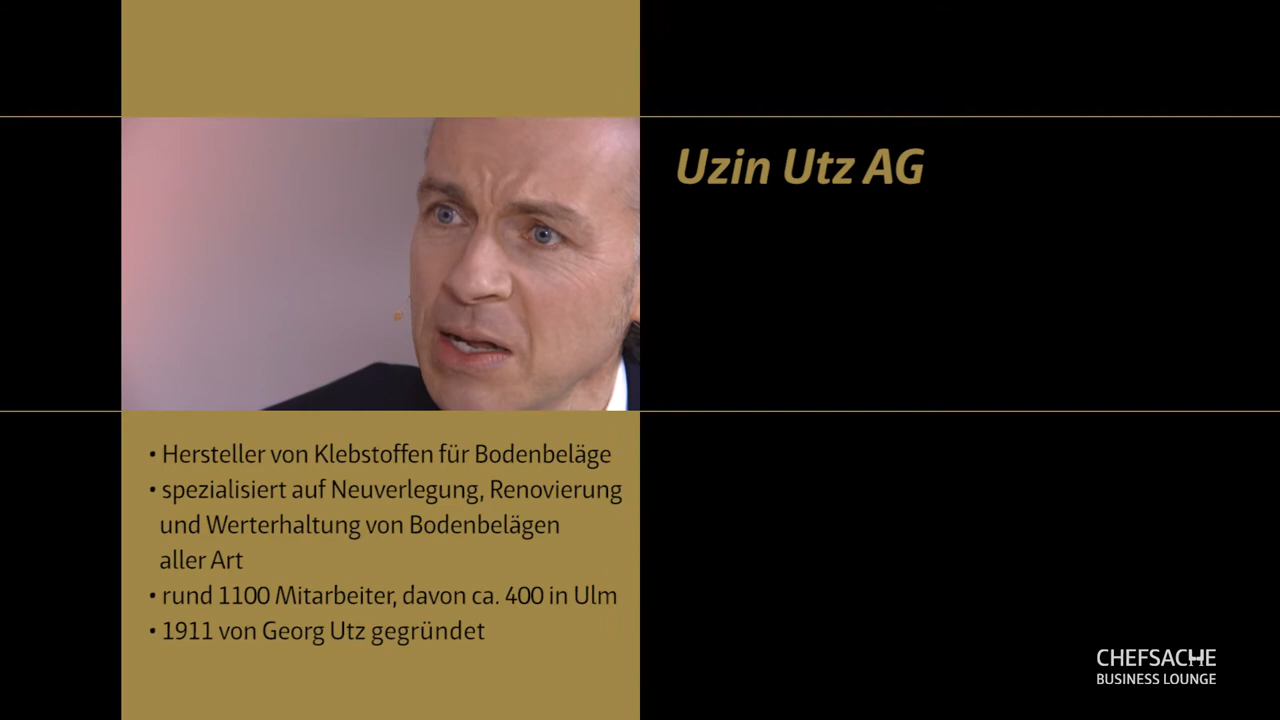 Uzin Utz AG
• Hersteller von Klebstoffen für Bodenbeläge
• spezialisiert auf Neuverlegung, Renovierung
und Werterhaltung von Bodenbelägen
aller Art
• rund 1100 Mitarbeiter, davon ca. 400 in Ulm
• 1911 von Georg Utz gegründet
CHEFSACHE
BUSINESS LOUNGE